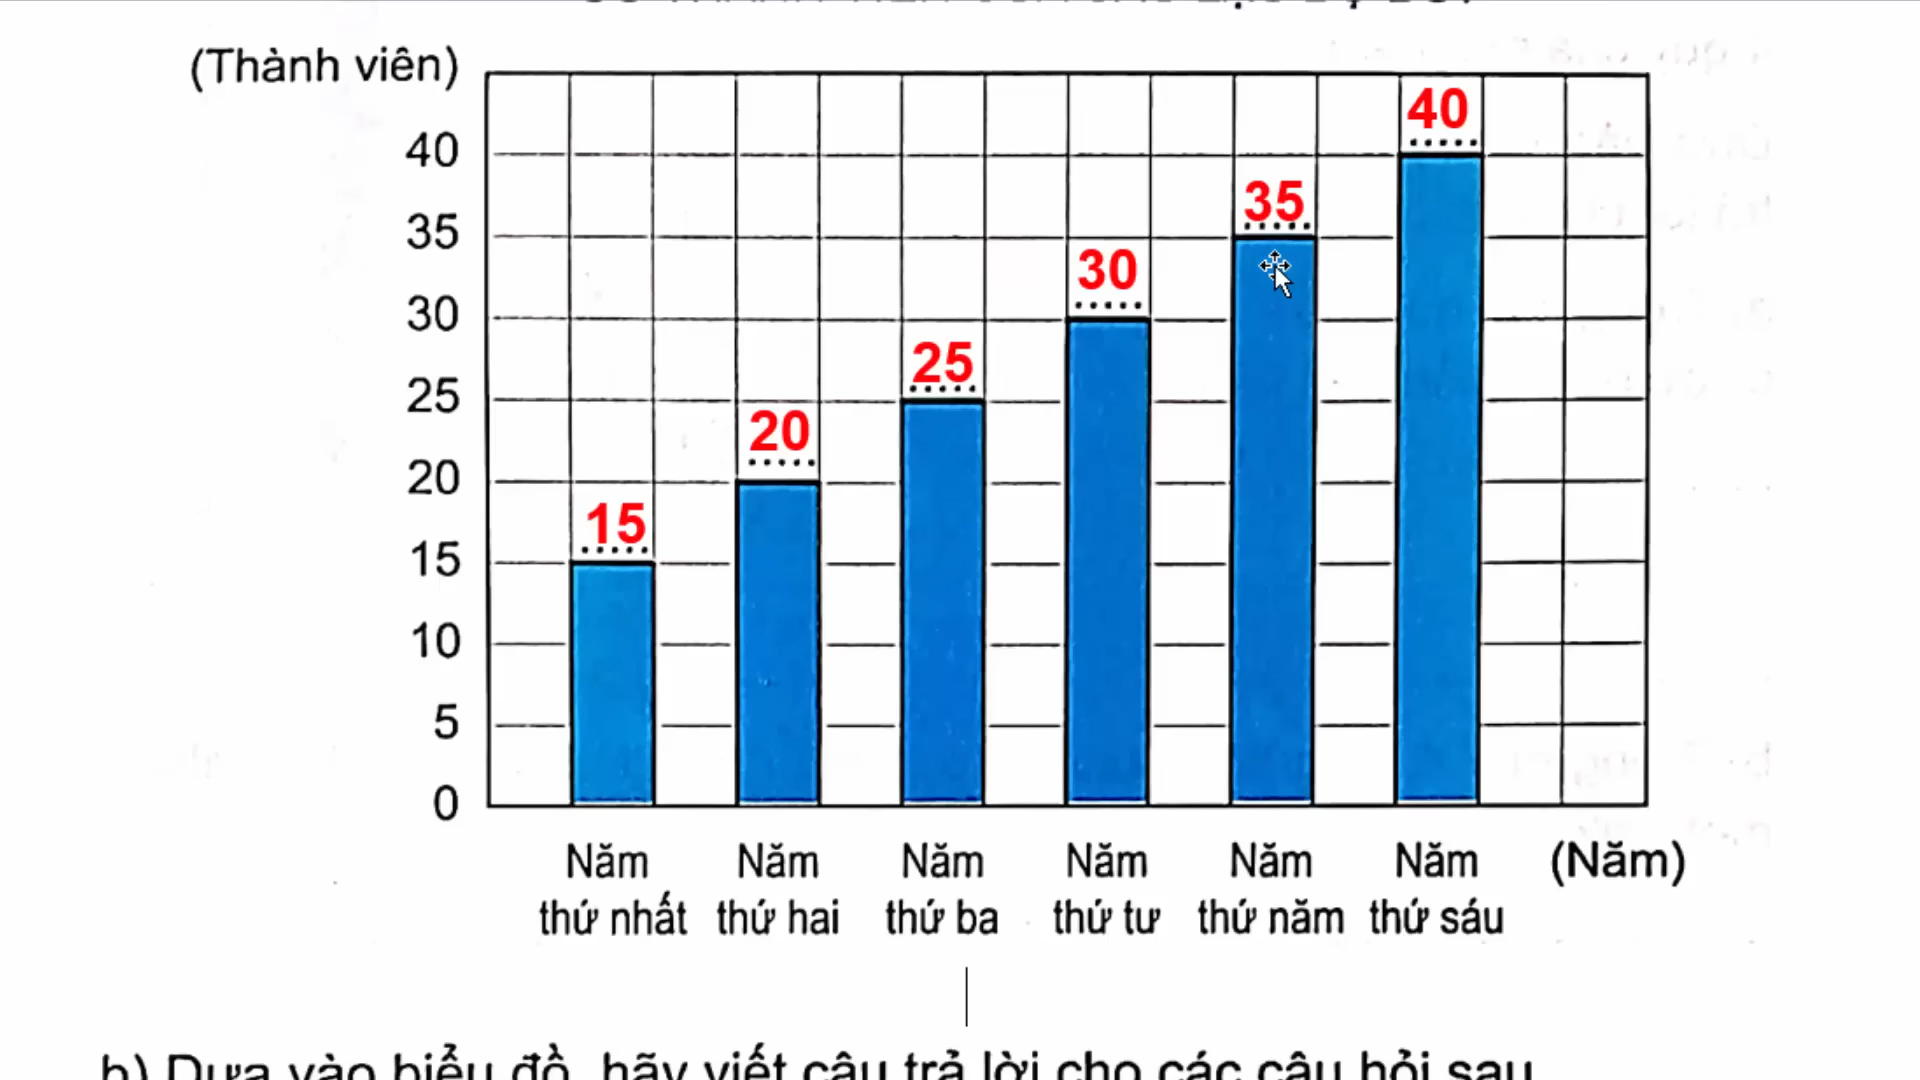 (Thành viên)
40
40
35
35
30
30
25
25
20
20
15
15
10
5
0
Năm thứ nhất
Năm thứ hai
Năm thứ ba
Năm thứ tư
Năm thứ năm
Năm thứ sáu
(Năm)
b) Dựa vào biểu đồ, hãy viết câu trả lời cho các câu hỏi sau